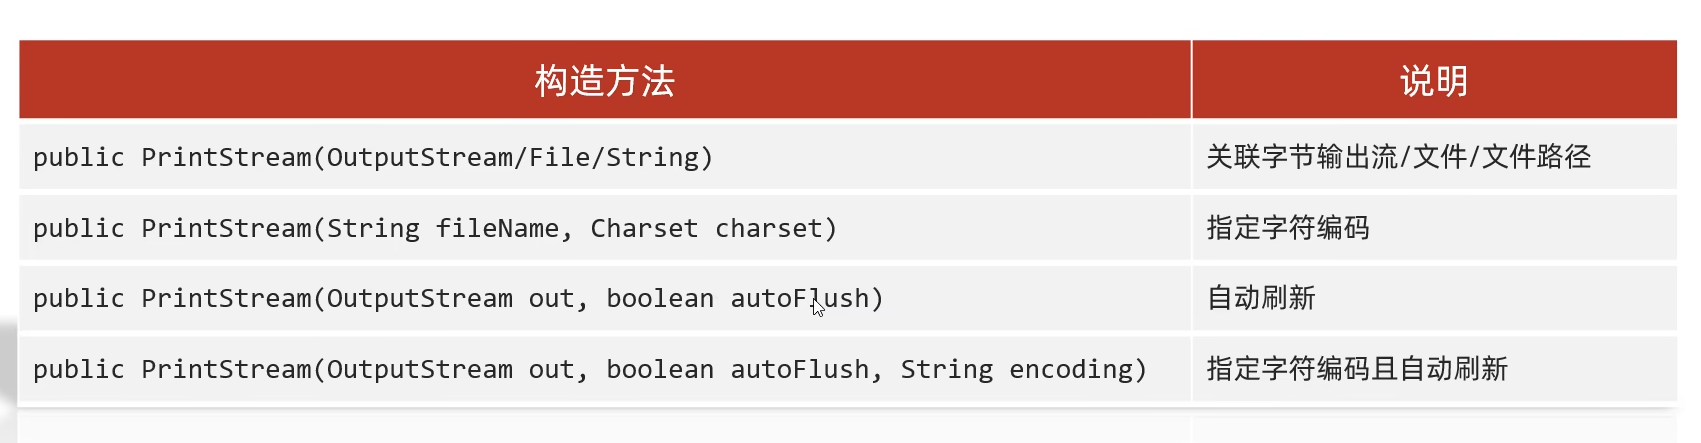 构造方法 说明
public PrintStream(OutputStream/File/String) 关联字节输出流/文件/文件路径
public PrintStream(String fileName, Charset charset) 指定字符编码
public PrintStream(OutputStream out, boolean autoFlush) 自动刷新
public PrintStream(OutputStream out, boolean autoFlush, String encoding) 指定字符编码且自动刷新